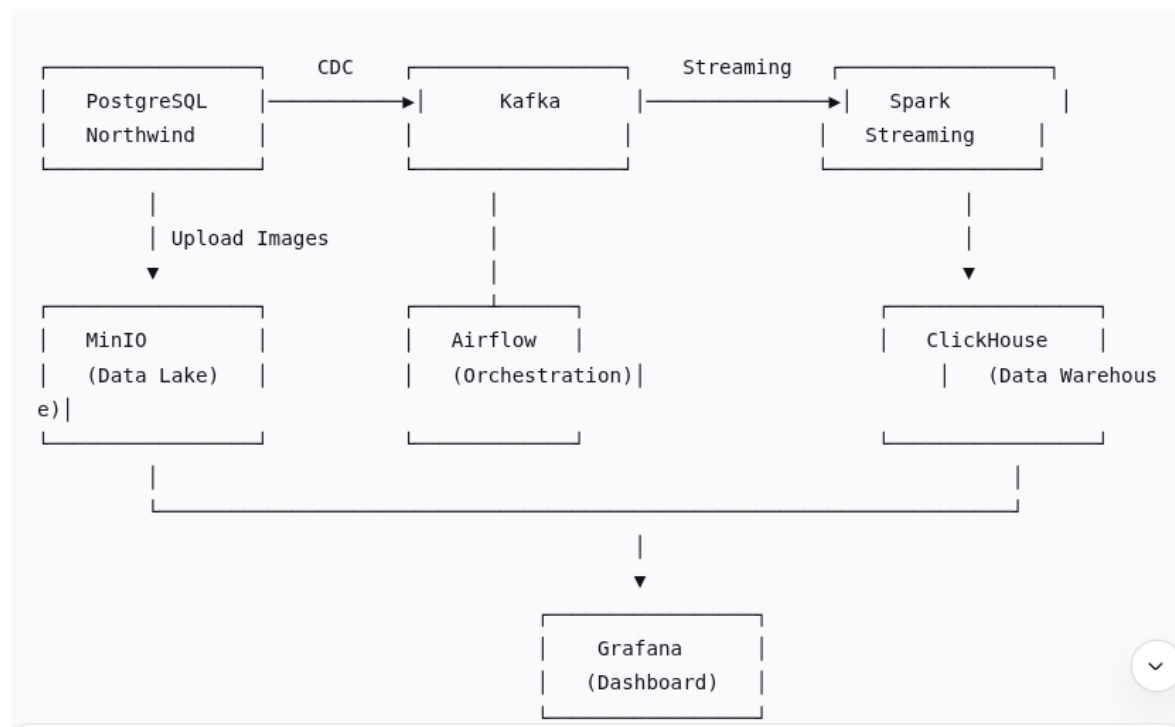 CDC Streaming
PostgreSQL Kafka Spark
Northwind Streaming
Upload Images
MinIO Airflow ClickHouse
(Data Lake) (Orchestration) (Data Warehous
e)
Grafana
(Dashboard)